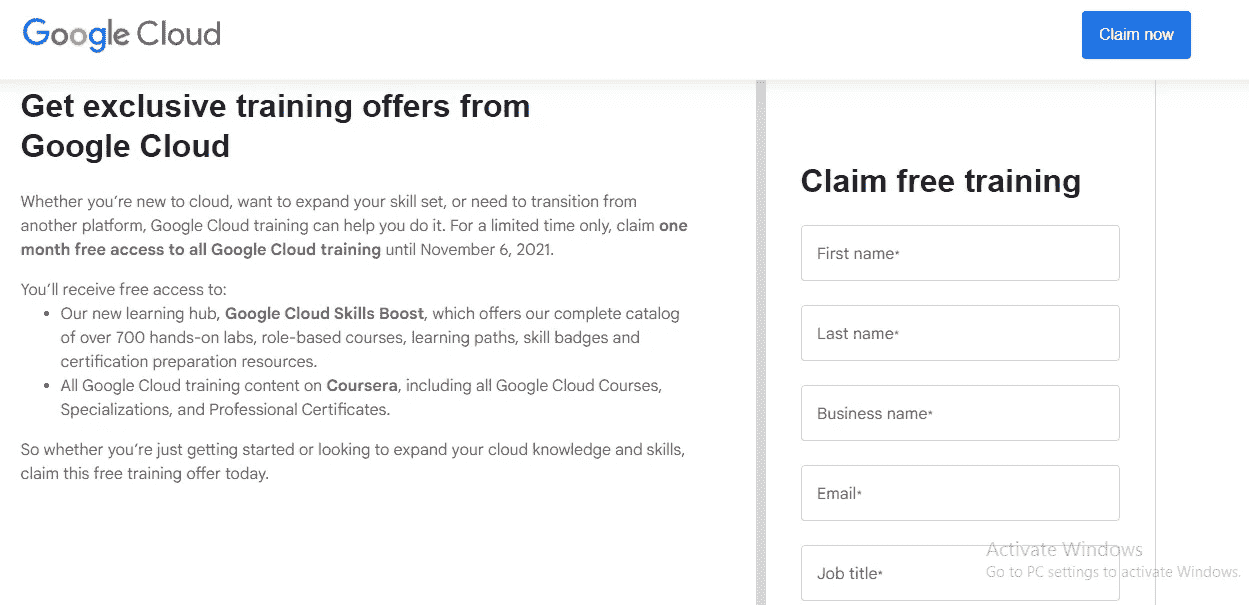 Google Cloud
Claim now
Get exclusive training offers from
Google Cloud
Whether you’re new to cloud, want to expand your skill set, or need to transition from
another platform, Google Cloud training can help you do it. For a limited time only, claim one
month free access to all Google Cloud training until November 6, 2021.
You’ll receive free access to:
• Our new learning hub, Google Cloud Skills Boost, which offers our complete catalog
of over 700 hands-on labs, role-based courses, learning paths, skill badges and
certification preparation resources.
• All Google Cloud training content on Coursera, including all Google Cloud Courses,
Specializations, and Professional Certificates.
So whether you’re just getting started or looking to expand your cloud knowledge and skills,
claim this free training offer today.
Claim free training
First name*
Last name*
Business name*
Email*
Job title*
Activate Windows
Go to PC settings to activate Windows.